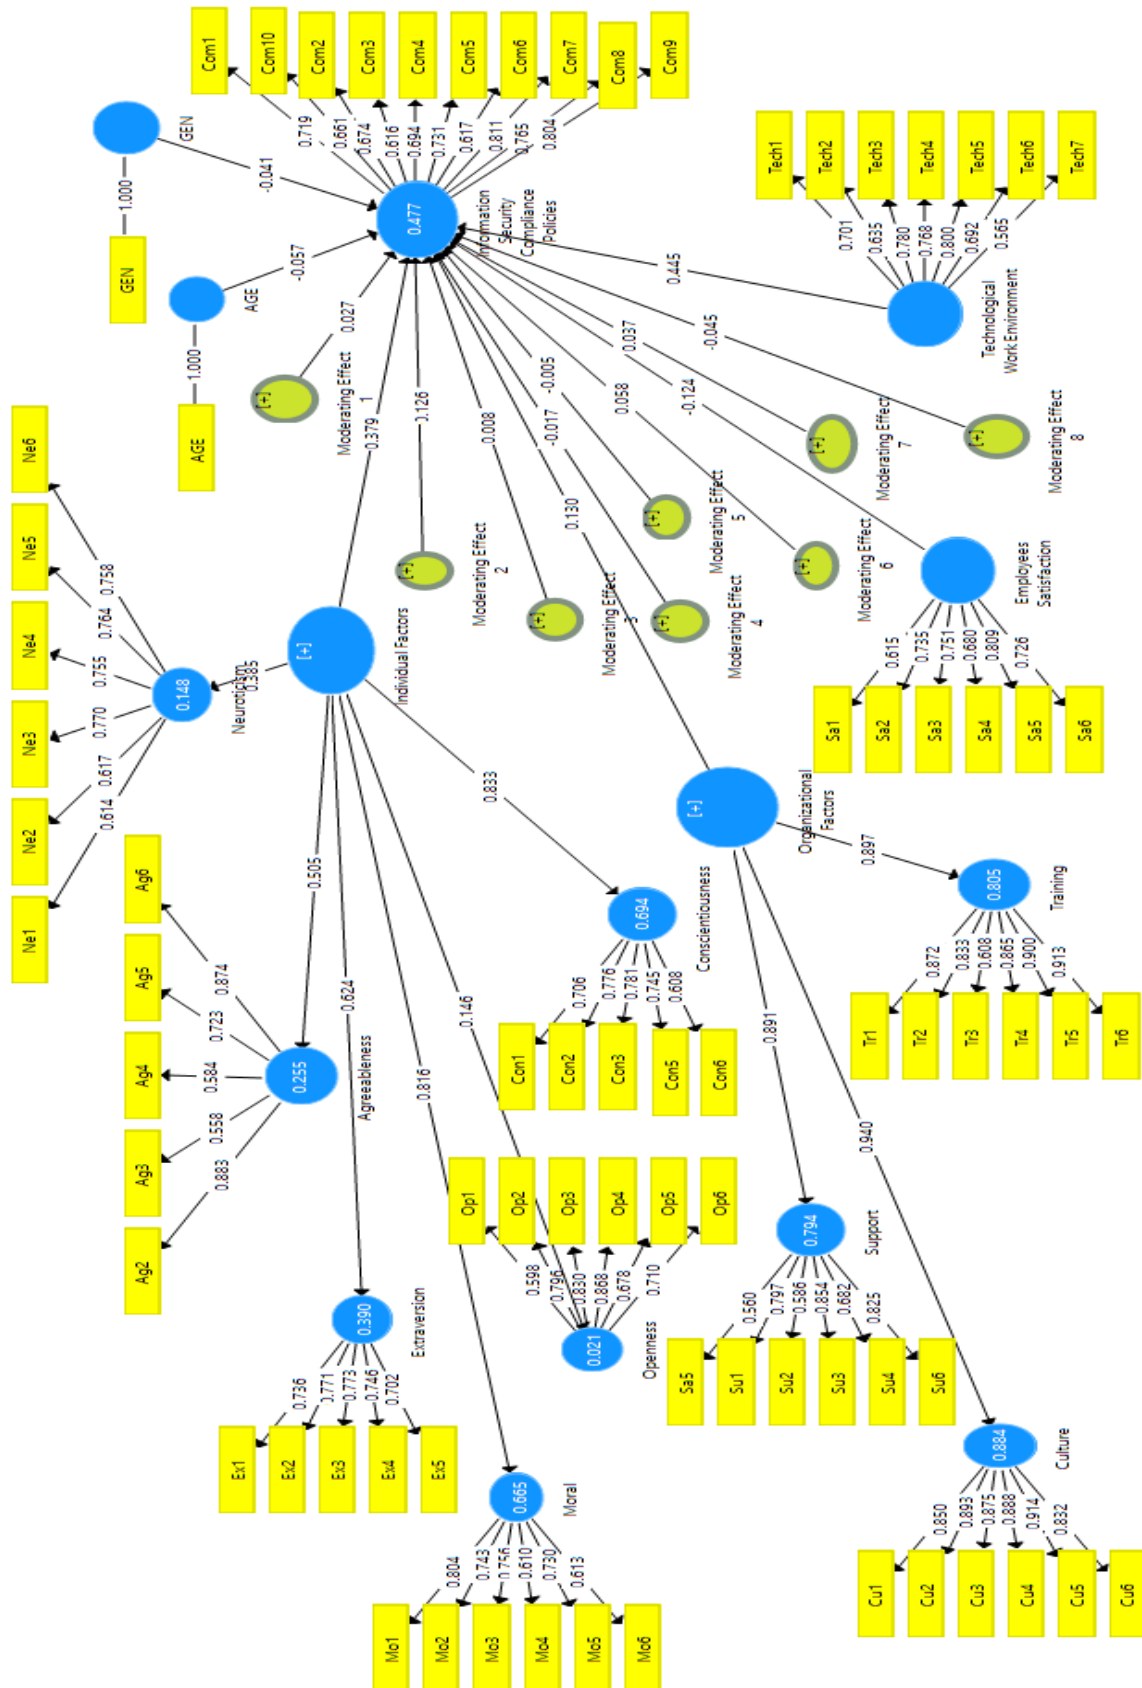 Mo1
Mo2
Mo3
Mo4
Mo5
Mo6
0.804
0.743
0.756
0.610
0.730
0.613
0.665
Moral
Ex1
Ex2
Ex3
Ex4
Ex5
0.736
0.771
0.773
0.746
0.702
0.390
Extraversion
Ag2
Ag3
Ag4
Ag5
Ag6
0.883
0.558
0.584
0.723
0.874
0.255
Agreeableness
Ne1
Ne2
Ne3
Ne4
Ne5
Ne6
0.614
0.617
0.770
0.755
0.764
0.758
0.148
Neuroticism
0.385
Op1
Op2
Op3
Op4
Op5
Op6
0.598
0.796
0.830
0.868
0.678
0.710
0.021
Openness
Con1
Con2
Con3
Con5
Con6
0.706
0.776
0.781
0.745
0.608
0.694
Conscientiousness
0.505
0.624
0.816
0.146
0.833
[+]
Individual Factors
0.379
Cu1
Cu2
Cu3
Cu4
Cu5
Cu6
0.850
0.893
0.875
0.888
0.914
0.832
0.884
Culture
Sa5
Su1
Su2
Su3
Su4
Su6
0.560
0.797
0.586
0.854
0.682
0.825
0.794
Support
Tr1
Tr2
Tr3
Tr4
Tr5
Tr6
0.872
0.833
0.608
0.865
0.900
0.913
0.805
Training
0.891
0.940
0.897
[+]
Organizational
Factors
0.130
Sa1
Sa2
Sa3
Sa4
Sa5
Sa6
0.615
0.735
0.751
0.680
0.809
0.726
Employees
Satisfaction
-0.124
AGE
1.000
AGE
-0.057
GEN
1.000
GEN
-0.041
[+]
Moderating Effect
1
0.027
[+]
Moderating Effect
2
0.126
[+]
Moderating Effect
3
0.008
[+]
Moderating Effect
4
-0.017
[+]
Moderating Effect
5
-0.005
[+]
Moderating Effect
6
0.058
[+]
Moderating Effect
7
0.037
[+]
Moderating Effect
8
-0.045
Technological
Work Environment
0.445
0.701
0.635
0.780
0.768
0.800
0.692
0.565
Tech1
Tech2
Tech3
Tech4
Tech5
Tech6
Tech7
0.477
Information
Security
Compliance
Policies
0.719
0.661
0.674
0.616
0.694
0.731
0.617
0.811
0.765
0.804
Com1
Com10
Com2
Com3
Com4
Com5
Com6
Com7
Com8
Com9